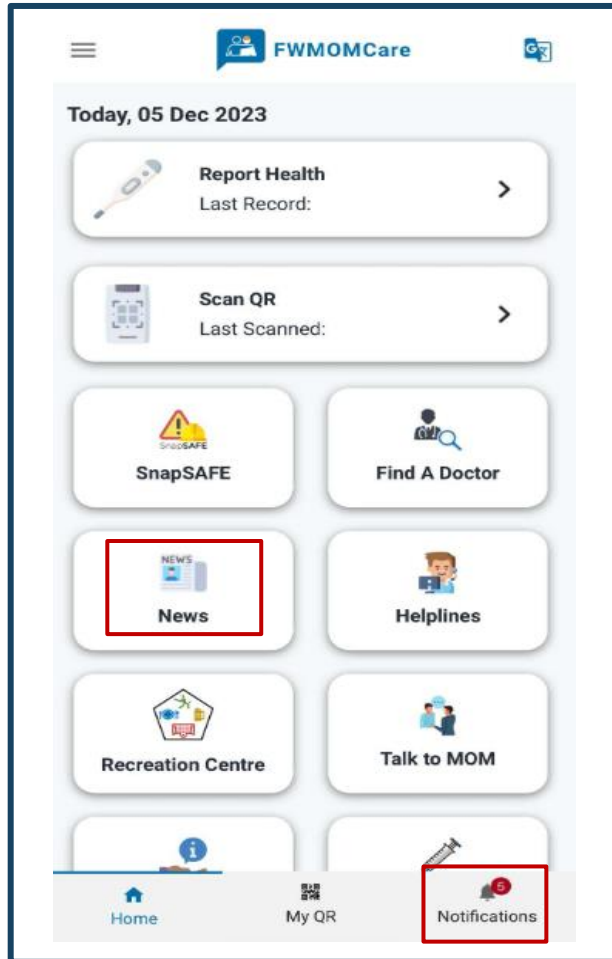 FWMOMCare
Today, 05 Dec 2023
Report Health
Last Record:
Scan QR
Last Scanned:
SnapSAFE
SnapSAFE
Find A Doctor
NEWS
News
Helplines
Recreation Centre
Talk to MOM
5
Home
My QR
Notifications